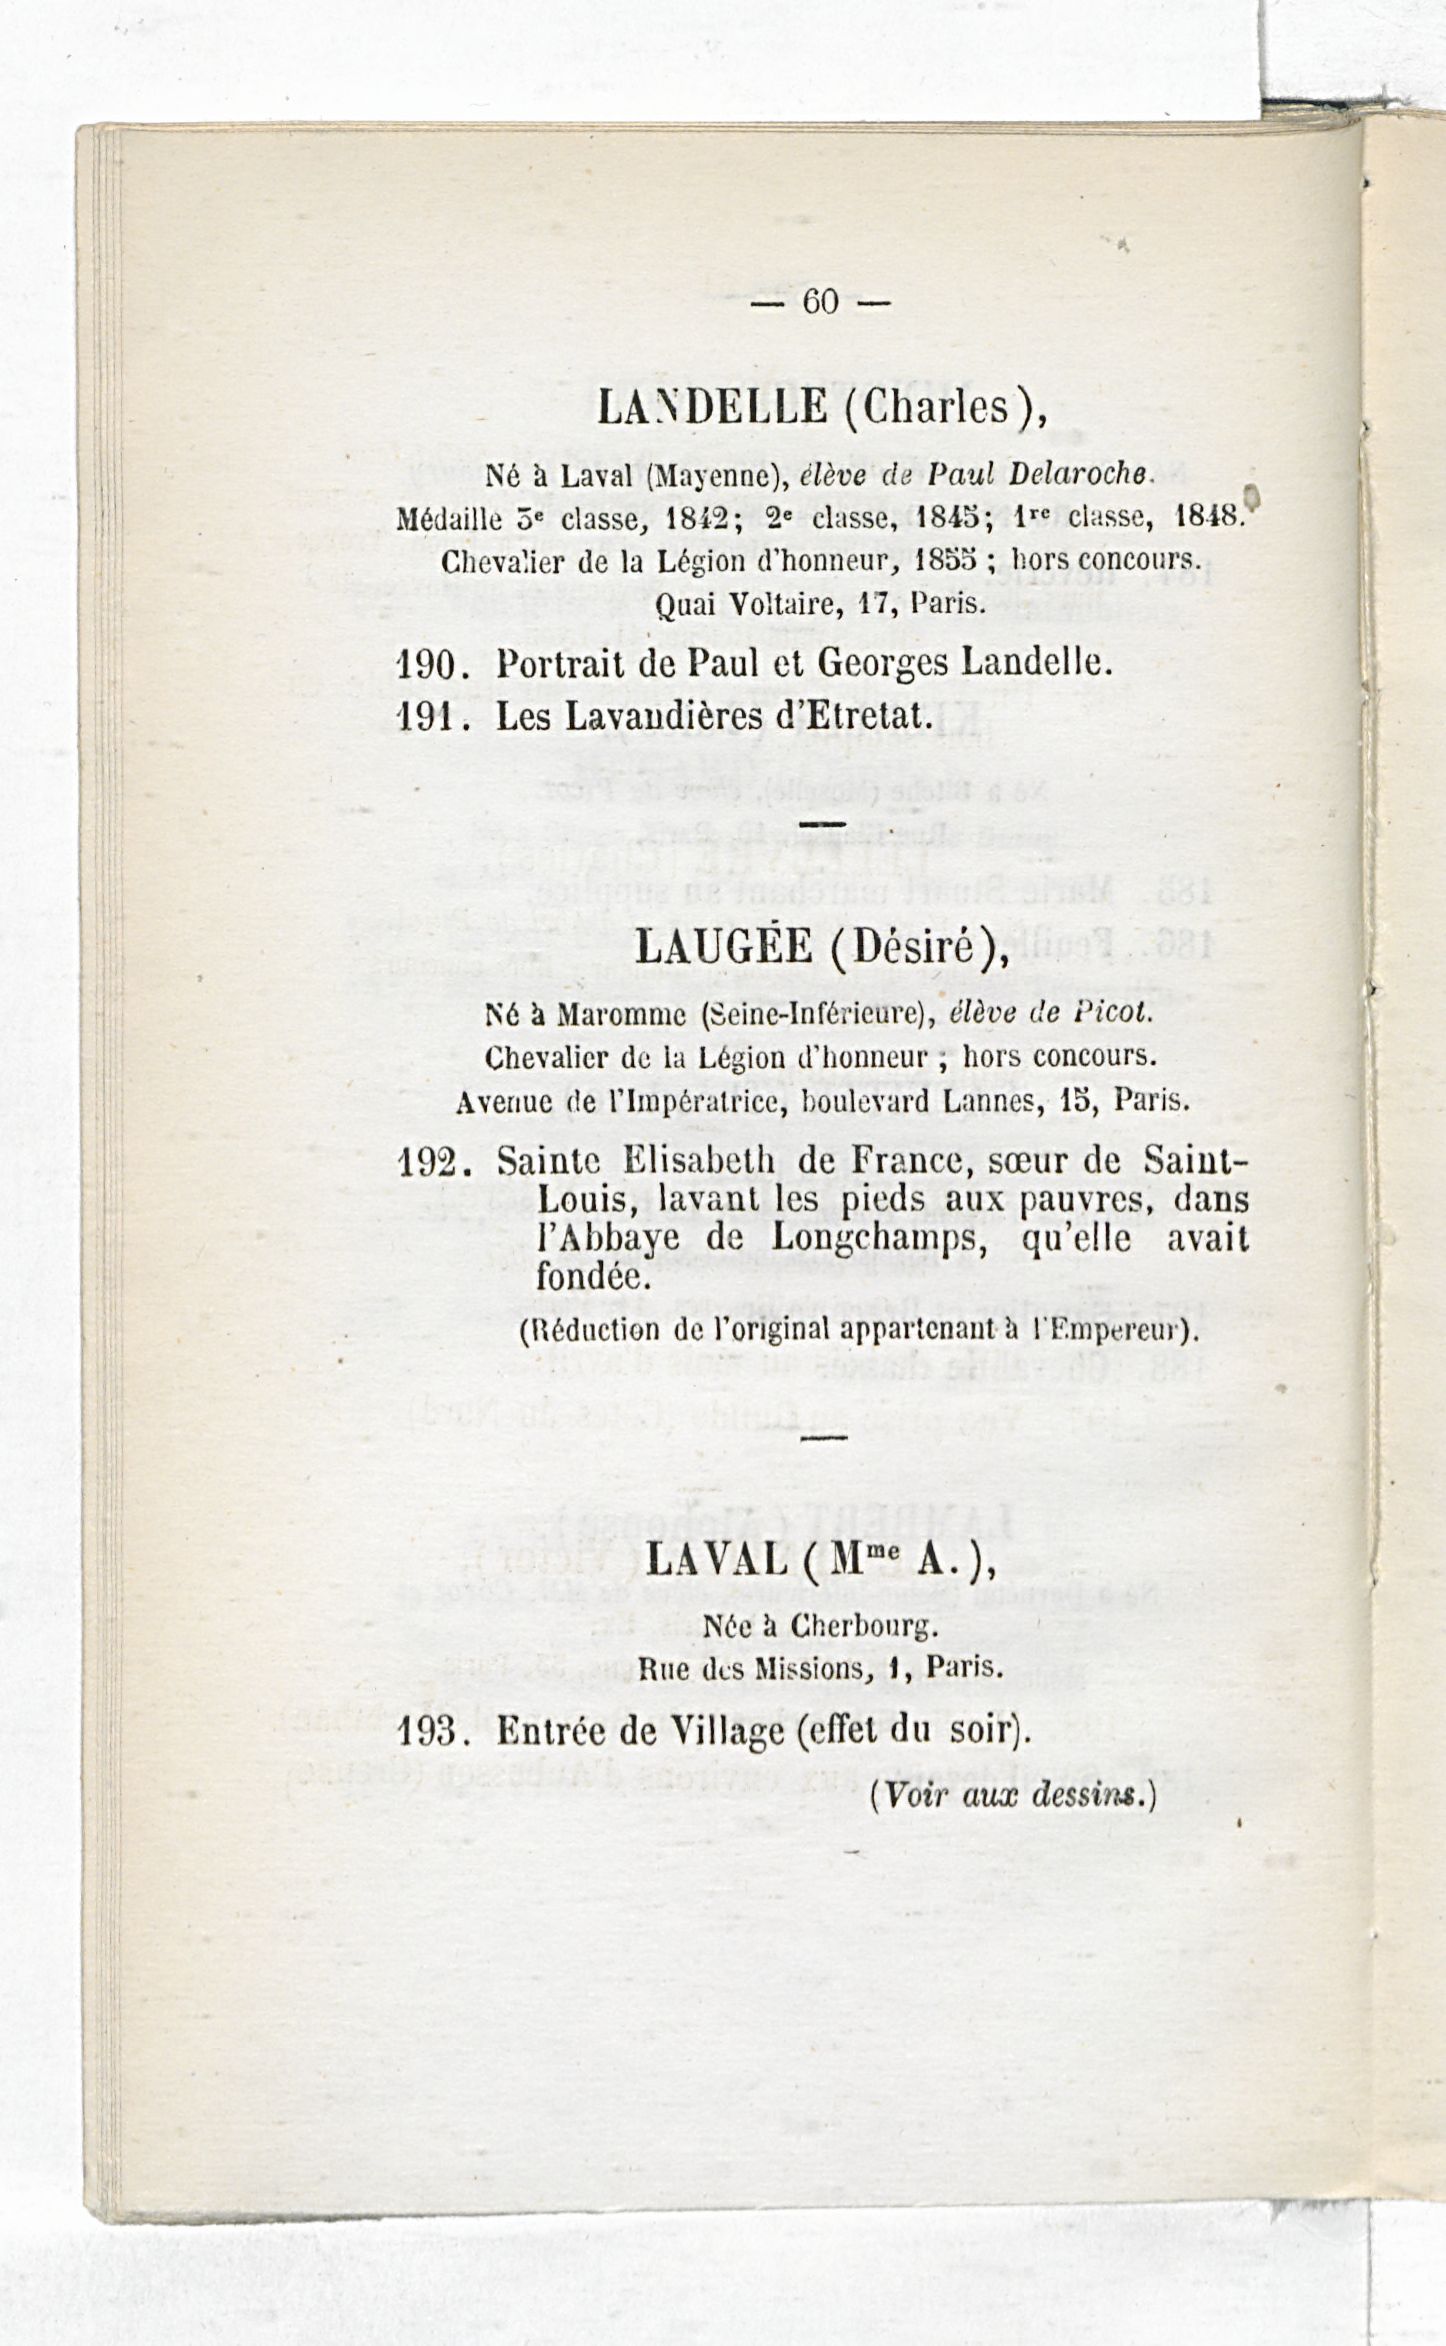 — 60 —
LANDELLE (Charles),
Né à Laval (Mayenne), élève de Paul Delaroche.
Médaille 3e classe, 1842; 2e classe, 1845; 1re classe, 1848.
Chevalier de la Légion d'honneur, 1855 ; hors concours.
Quai Voltaire, 17, Paris.
190. Portrait de Paul et Georges Landelle.
191. Les Lavandières d'Etretat.
LAUGÉE (Désiré),
Né à Maromme (Seine-Inférieure), élève de Picot.
Chevalier de la Légion d'honneur ; hors concours.
Avenue de l'Impératrice, boulevard Lannes, 15, Paris.
192. Sainte Elisabeth de France, sœur de Saint-
Louis, lavant les pieds aux pauvres, dans
l'Abbaye de Longchamps, qu'elle avait
fondée.
(Réduction de l'original appartenant à l'Empereur).
LAVAL (Mme A.),
Née à Cherbourg.
Rue des Missions, 1, Paris.
193. Entrée de Village (effet du soir).
(Voir aux dessins.)